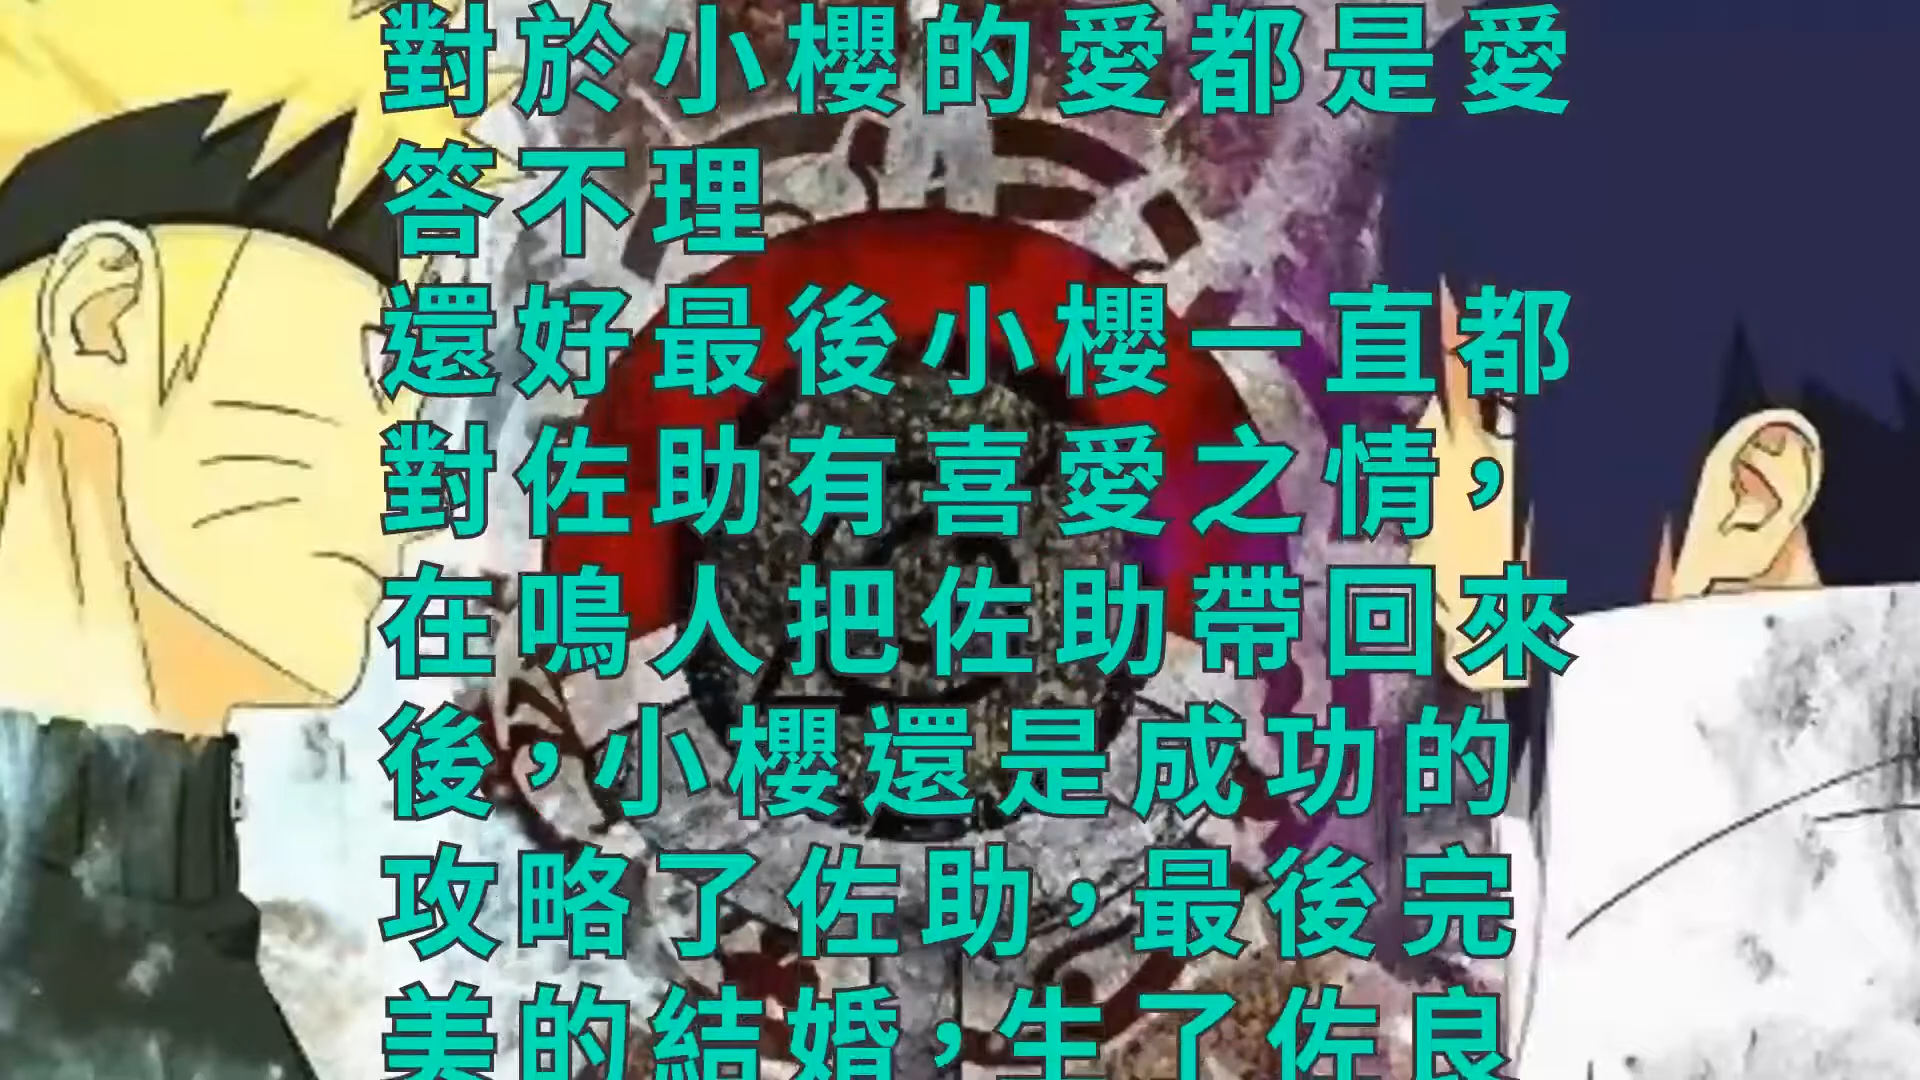 對於小櫻的愛都是愛
答不理
還好最後小櫻一直都
對佐助有喜愛之情，
在鳴人把佐助帶回來
後，小櫻還是成功的
攻略了佐助，最後完
美的結婚，生了佐良